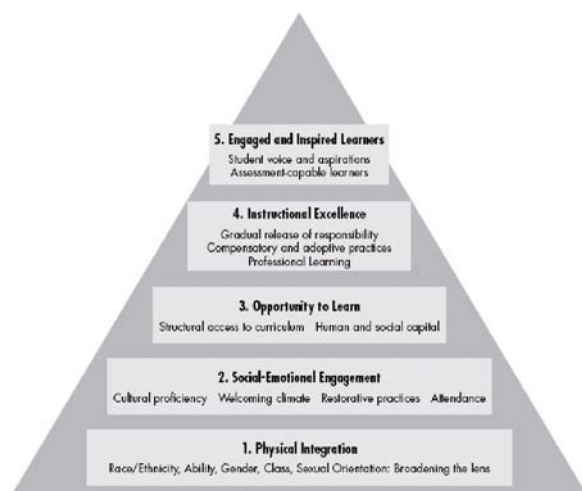 5. Engaged and Inspired Learners
Student voice and aspirations
Assessment-capable learners
4. Instructional Excellence
Gradual release of responsibility
Compensatory and adaptive practices
Professional Learning
3. Opportunity to Learn
Structural access to curriculum Human and social capital
2. Social-Emotional Engagement
Cultural proficiency Welcoming climate Restorative practices Attendance
1. Physical Integration
Race/Ethnicity, Ability, Gender, Class, Sexual Orientation: Broadening the lens